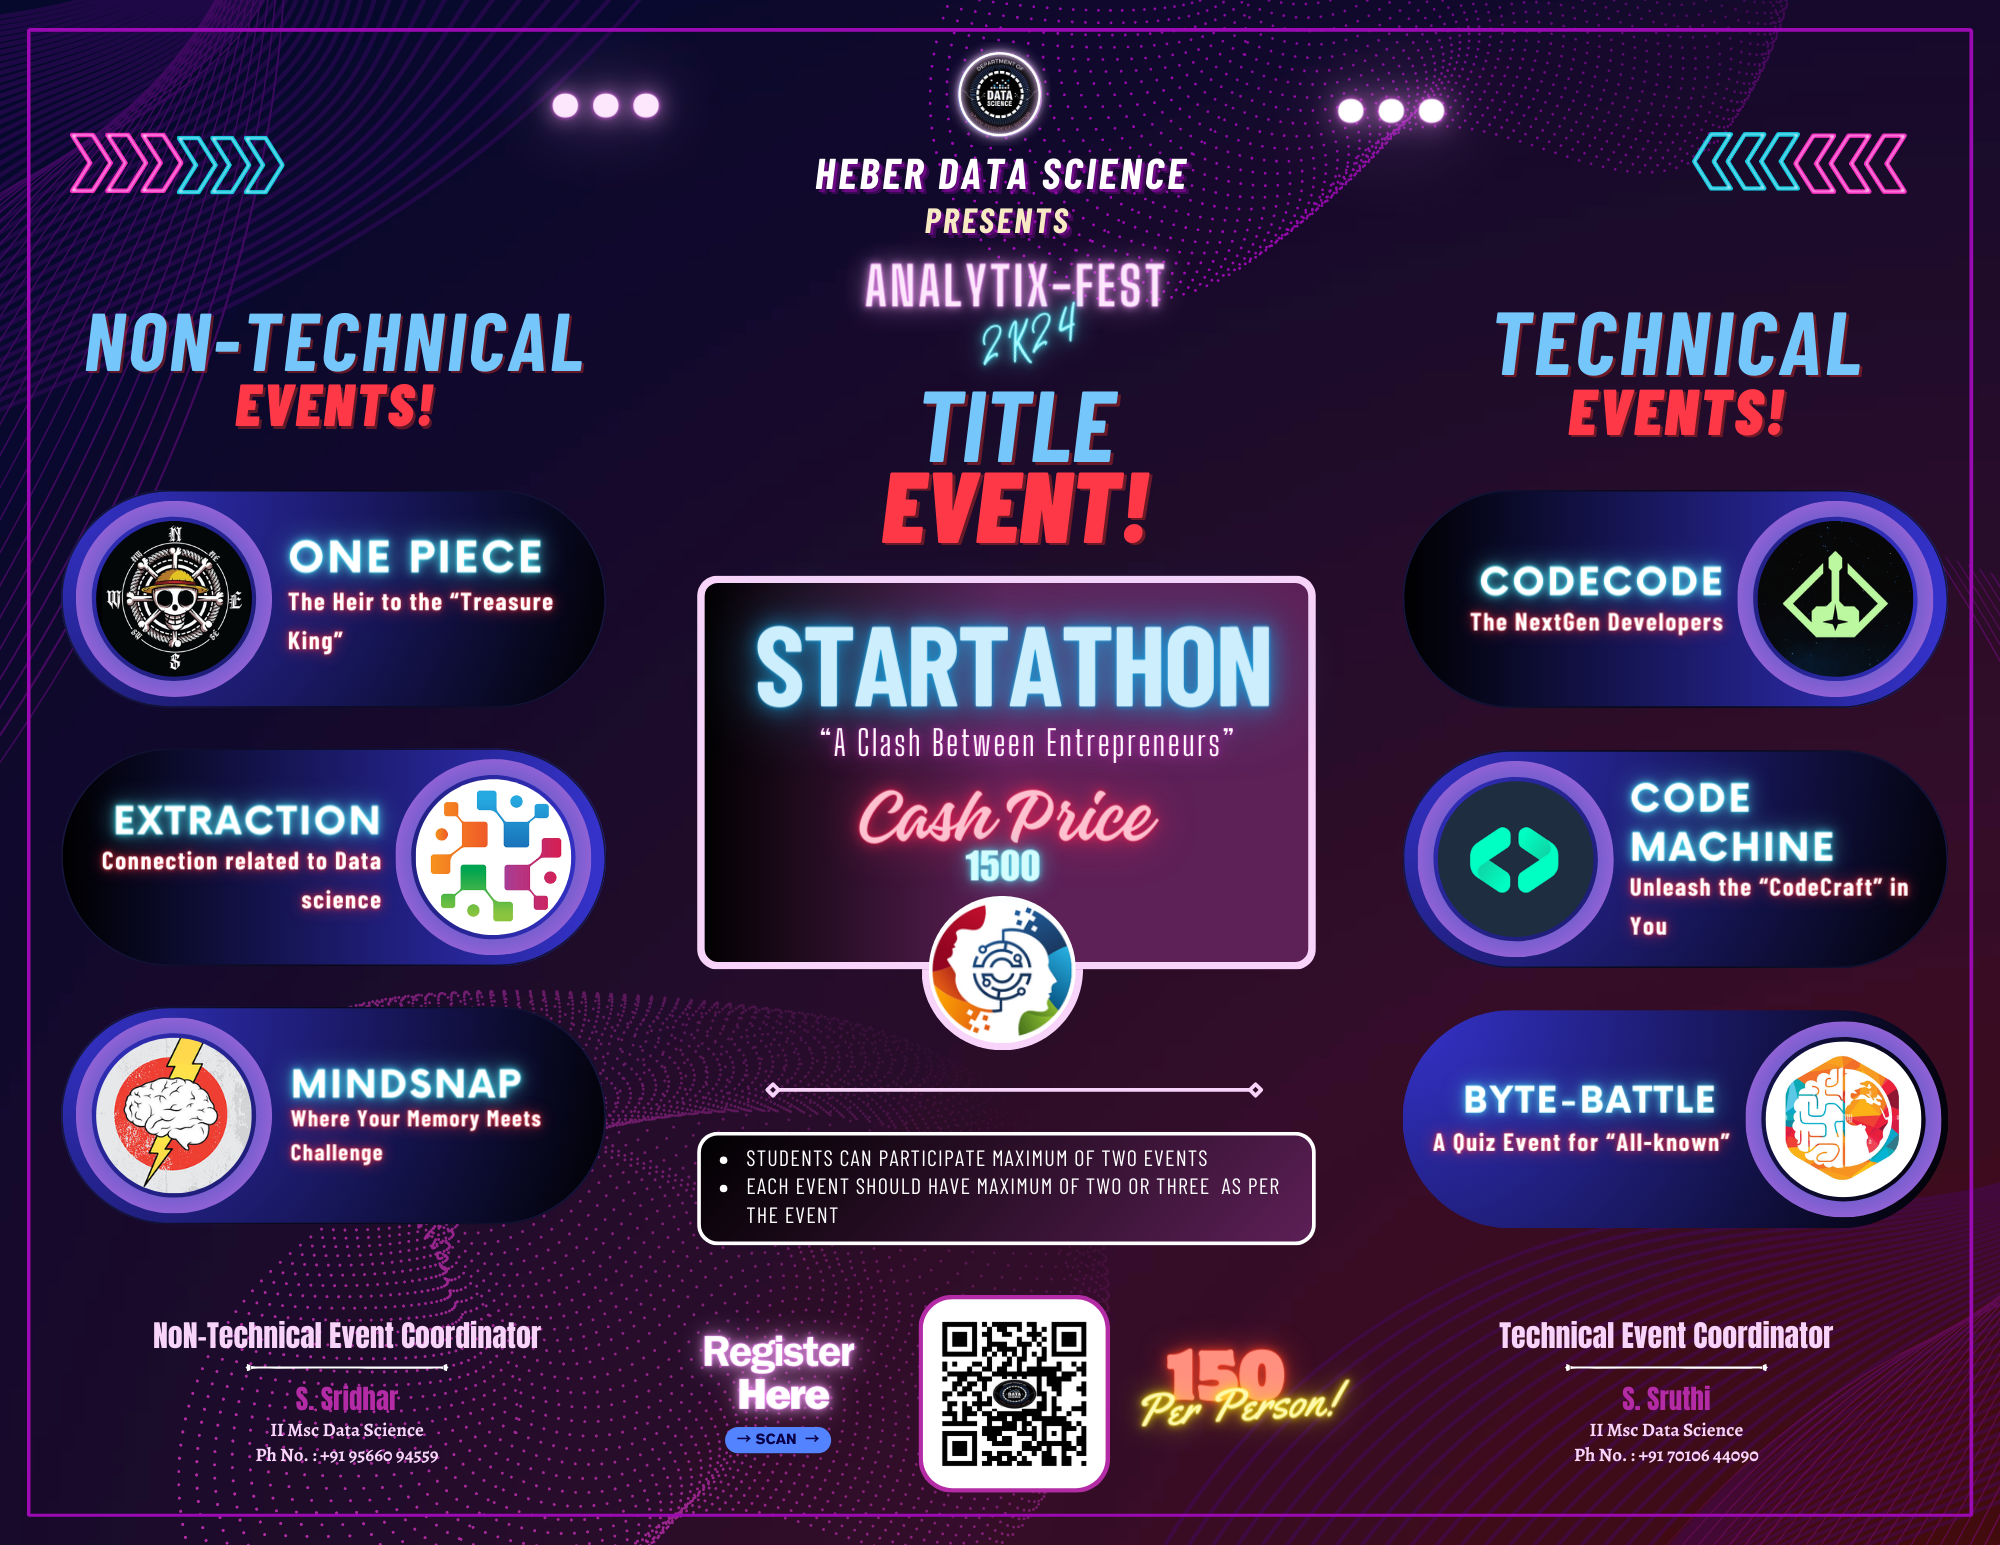 DEPARTMENT OF
DATA
SCIENCE
HEBER DATA SCIENCE
PRESENTS
ANALYTIX-FEST
2K24
NON-TECHNICAL
EVENTS!
ONE PIECE
The Heir to the “Treasure
King”
N
NE
E
SE
S
SW
W
NW
EXTRACTION
Connection related to Data
science
MINDSNAP
Where Your Memory Meets
Challenge
NoN-Technical Event Coordinator
S. Sridhar
II Msc Data Science
Ph No. : +91 95660 94559
TITLE
EVENT!
STARTATHON
“A Clash Between Entrepreneurs”
Cash Price
1500
• STUDENTS CAN PARTICIPATE MAXIMUM OF TWO EVENTS
• EACH EVENT SHOULD HAVE MAXIMUM OF TWO OR THREE AS PER
THE EVENT
Register
Here
→ SCAN →
DATA
150
Per Person!
TECHNICAL
EVENTS!
CODECODE
The NextGen Developers
CODE
MACHINE
Unleash the “CodeCraft” in
You
BYTE-BATTLE
A Quiz Event for “All-known”
Technical Event Coordinator
S. Sruthi
II Msc Data Science
Ph No. : +91 70106 44090